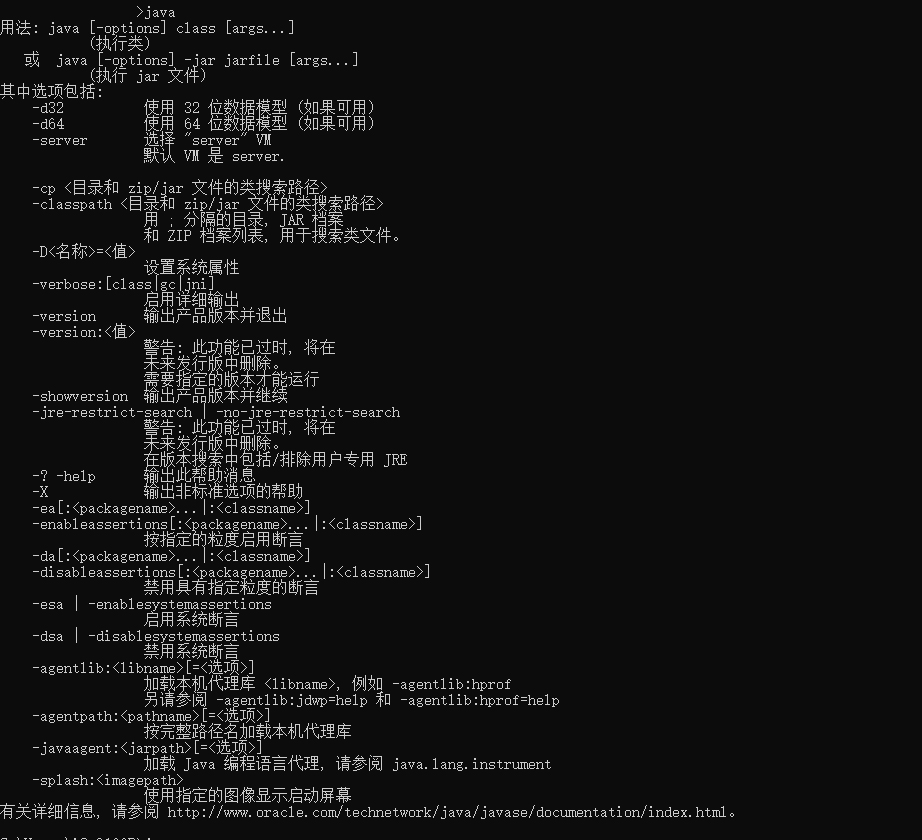 >java
用法: java [-options] class [args...]
(执行类)
或  java [-options] -jar jarfile [args...]
(执行 jar 文件)
其中选项包括:
-d32          使用 32 位数据模型 (如果可用)
-d64          使用 64 位数据模型 (如果可用)
-server       选择 "server" VM
默认 VM 是 server.
-cp <目录和 zip/jar 文件的类搜索路径>
-classpath <目录和 zip/jar 文件的类搜索路径>
用 ; 分隔的目录, JAR 档案
和 ZIP 档案列表, 用于搜索类文件。
-D<名称>=<值>
设置系统属性
-verbose:[class|gc|jni]
启用详细输出
-version      输出产品版本并退出
-version:<值>
警告: 此功能已过时, 将在
未来发行版中删除。
需要指定的版本才能运行
-showversion  输出产品版本并继续
-jre-restrict-search | -no-jre-restrict-search
警告: 此功能已过时, 将在
未来发行版中删除。
在版本搜索中包括/排除用户专用 JRE
-? -help      输出此帮助消息
-X            输出非标准选项的帮助
-ea[:<packagename>...|:<classname>]
-enableassertions[:<packagename>...|:<classname>]
按指定的粒度启用断言
-da[:<packagename>...|:<classname>]
-disableassertions[:<packagename>...|:<classname>]
禁用具有指定粒度的断言
-esa | -enablesystemassertions
启用系统断言
-dsa | -disablesystemassertions
禁用系统断言
-agentlib:<libname>[=<选项>]
加载本机代理库 <libname>, 例如 -agentlib:hprof
另请参阅 -agentlib:jdwp=help 和 -agentlib:hprof=help
-agentpath:<pathname>[=<选项>]
按完整路径名加载本机代理库
-javaagent:<jarpath>[=<选项>]
加载 Java 编程语言代理, 请参阅 java.lang.instrument
-splash:<imagepath>
使用指定的图像显示启动屏幕
有关详细信息, 请参阅 http://www.oracle.com/technetwork/java/javase/documentation/index.html。